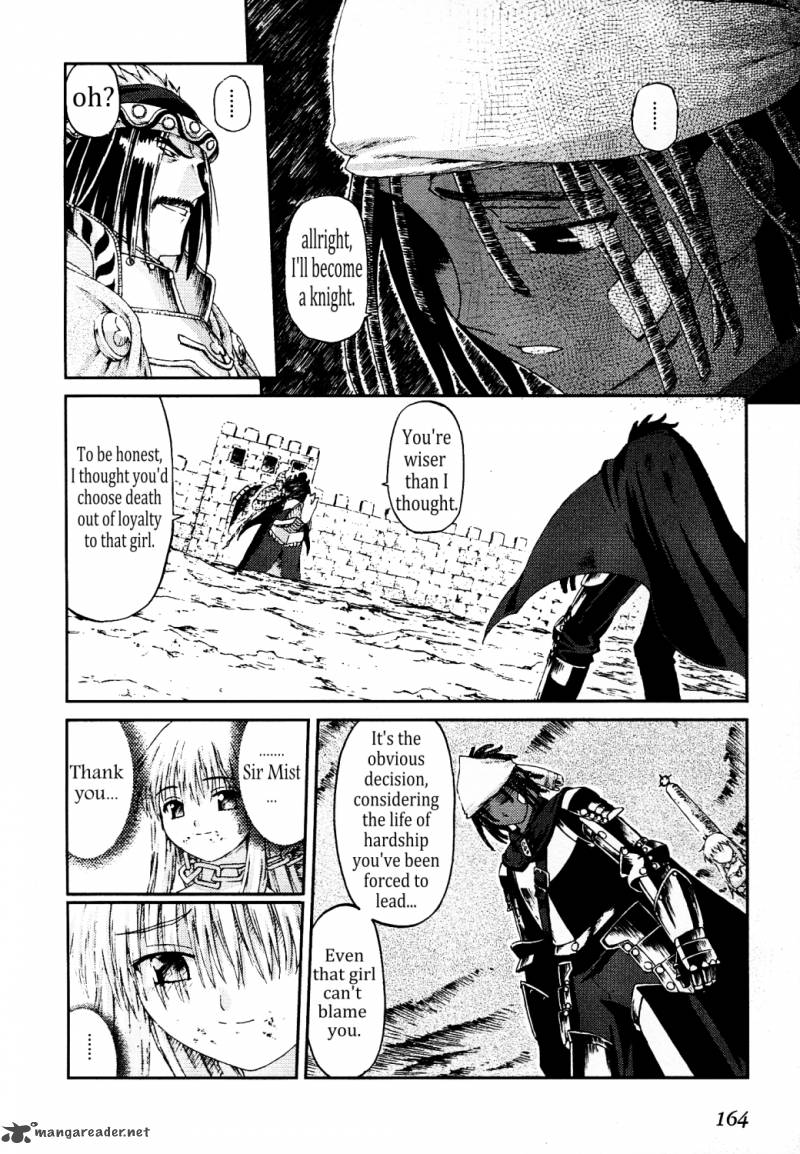 ......
allright,
I'll become
a knight.
oh?
......
You're
wiser
than I
thought.
To be honest,
I thought you'd
choose death
out of loyalty
to that girl.
........
Sir Mist
...
Thank
you...
It's the
obvious
decision,
considering
the life of
hardship
you've been
forced to
lead...
Even
that girl
can't
blame
you.
......
164
mangareader.net